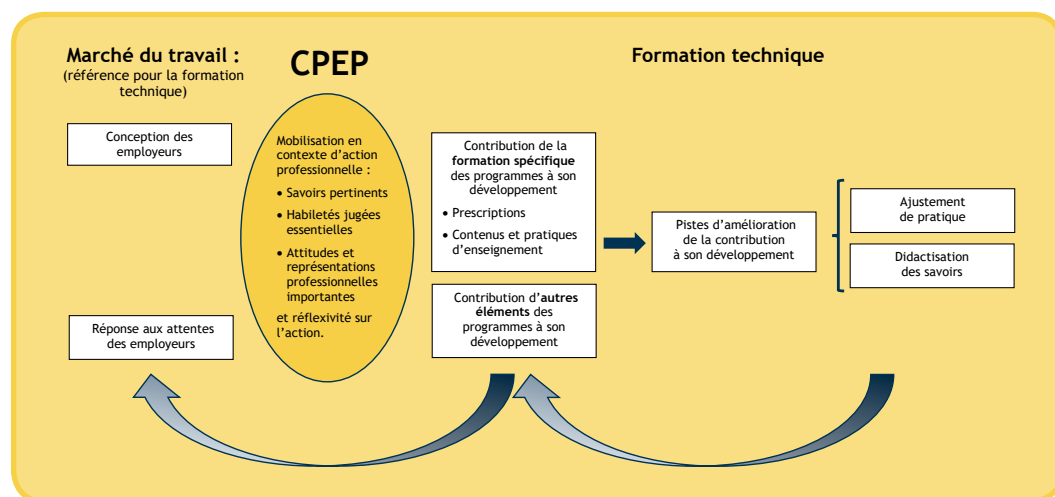 Marché du travail :
(référence pour la formation
technique)
Conception des
employeurs
Réponse aux attentes
des employeurs
CPEP
Mobilisation en
contexte d’action
professionnelle :
• Savoirs pertinents
• Habiletés jugées
essentielles
• Attitudes et
représentations
professionnelles
importantes
et réflexivité sur
l’action.
Formation technique
Contribution de la
formation spécifique
des programmes à son
développement
• Prescriptions
• Contenus et pratiques
d’enseignement
Contribution d’autres
éléments des
programmes à son
développement
Pistes d’amélioration
de la contribution
à son développement
Ajustement
de pratique
Didactisation
des savoirs